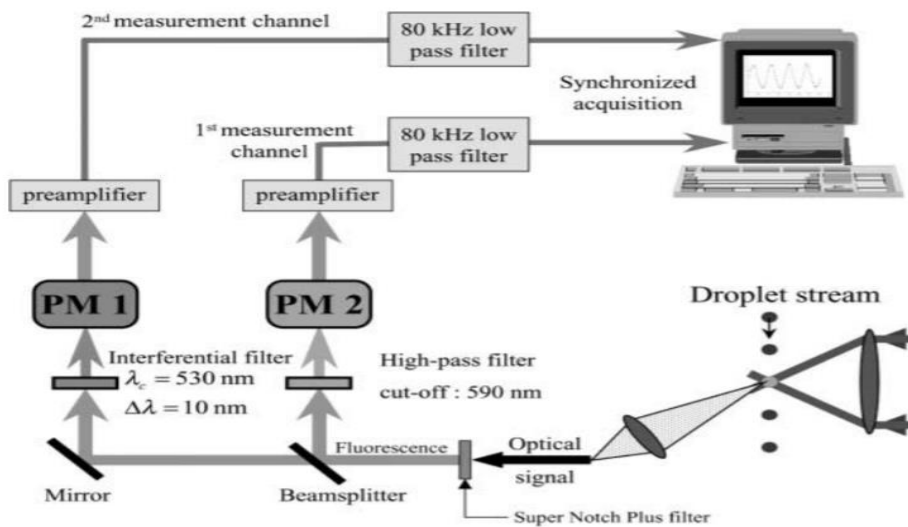 2nd measurement channel
80 kHz low
pass filter
Synchronized
acquisition
1st measurement
channel
80 kHz low
pass filter
preamplifier
preamplifier
PM 1
PM 2
Droplet stream
Interferential filter
λc = 530 nm
Δλ = 10 nm
High-pass filter
cut-off : 590 nm
Fluorescence
Optical
signal
Mirror
Beamsplitter
Super Notch Plus filter